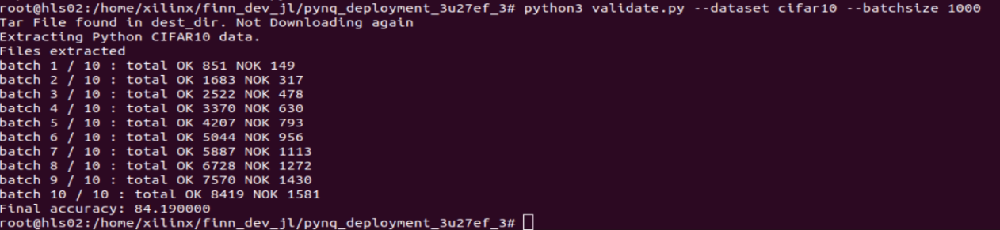 root@hls02:/home/xilinx/finn_dev_jl/pynq_deployment_3u27ef_3# python3 validate.py --dataset cifar10 --batchsize 1000
Tar File found in dest_dir. Not Downloading again
Extracting Python CIFAR10 data.
Files extracted
batch 1 / 10 : total OK 851 NOK 149
batch 2 / 10 : total OK 1683 NOK 317
batch 3 / 10 : total OK 2522 NOK 478
batch 4 / 10 : total OK 3370 NOK 630
batch 5 / 10 : total OK 4207 NOK 793
batch 6 / 10 : total OK 5044 NOK 956
batch 7 / 10 : total OK 5887 NOK 1113
batch 8 / 10 : total OK 6728 NOK 1272
batch 9 / 10 : total OK 7570 NOK 1430
batch 10 / 10 : total OK 8419 NOK 1581
Final accuracy: 84.190000
root@hls02:/home/xilinx/finn_dev_jl/pynq_deployment_3u27ef_3#